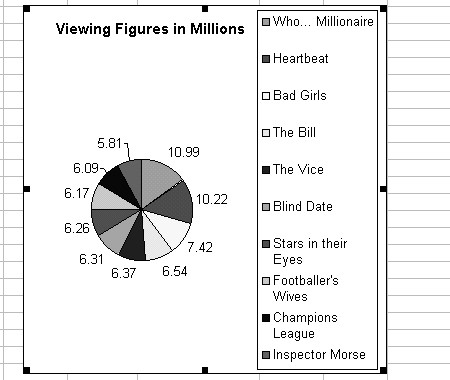 Viewing Figures in Millions
Who... Millionaire
Heartbeat
Bad Girls
The Bill
The Vice
Blind Date
Stars in their
Eyes
Footballer's
Wives
Champions
League
Inspector Morse
10.99
10.22
7.42
6.54
6.37
6.31
6.26
6.17
6.09
5.81